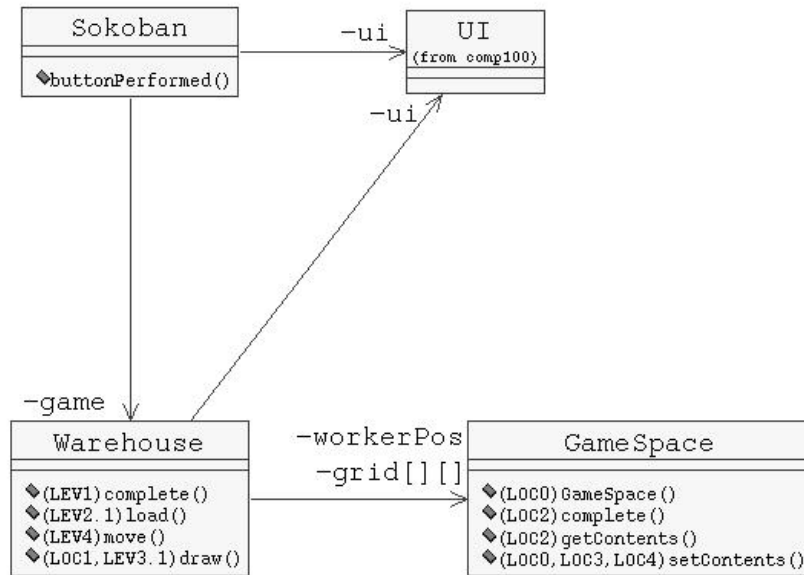 Sokoban
buttonPerformed()
-ui
UI
(from comp100)
-ui
-game
Warehouse
(LEV1)complete()
(LEV2.1)load()
(LEV4)move()
(LOC1,LEV3.1)draw()
-workerPos
-grid[][]
GameSpace
(LOC0)GameSpace()
(LOC2)complete()
(LOC2)getContents()
(LOC0,LOC3,LOC4)setContents()